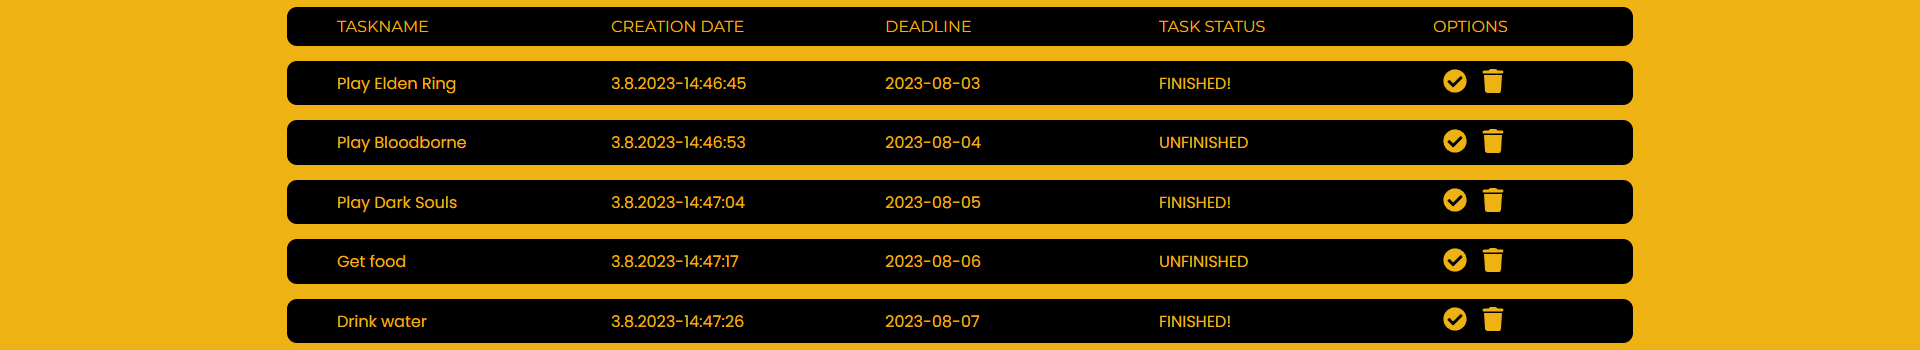 TASKNAME CREATION DATE DEADLINE TASK STATUS OPTIONS
Play Elden Ring 3.8.2023-14:46:45 2023-08-03 FINISHED!
Play Bloodborne 3.8.2023-14:46:53 2023-08-04 UNFINISHED
Play Dark Souls 3.8.2023-14:47:04 2023-08-05 FINISHED!
Get food 3.8.2023-14:47:17 2023-08-06 UNFINISHED
Drink water 3.8.2023-14:47:26 2023-08-07 FINISHED!